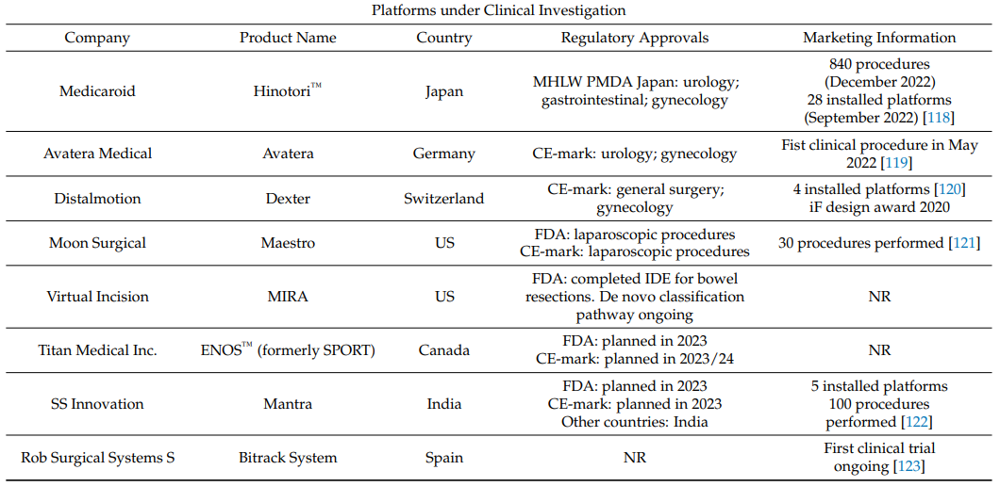 Platforms under Clinical Investigation
Company Product Name Country Regulatory Approvals Marketing Information
Medicaroid Hinotori™ Japan MHLW PMDA Japan: urology;
gastrointestinal; gynecology
840 procedures
(December 2022)
28 installed platforms
(September 2022) [118]
Avatera Medical Avatera Germany CE-mark: urology; gynecology
Fist clinical procedure in May
2022 [119]
Distalmotion Dexter Switzerland
CE-mark: general surgery;
gynecology
4 installed platforms [120]
iF design award 2020
Moon Surgical Maestro US
FDA: laparoscopic procedures
CE-mark: laparoscopic procedures
30 procedures performed [121]
Virtual Incision MIRA US
FDA: completed IDE for bowel
resections. De novo classification
pathway ongoing
NR
Titan Medical Inc. ENOS™ (formerly SPORT) Canada
FDA: planned in 2023
CE-mark: planned in 2023/24
NR
SS Innovation Mantra India
FDA: planned in 2023
CE-mark: planned in 2023
Other countries: India
5 installed platforms
100 procedures
performed [122]
Rob Surgical Systems S Bitrack System Spain NR
First clinical trial
ongoing [123]